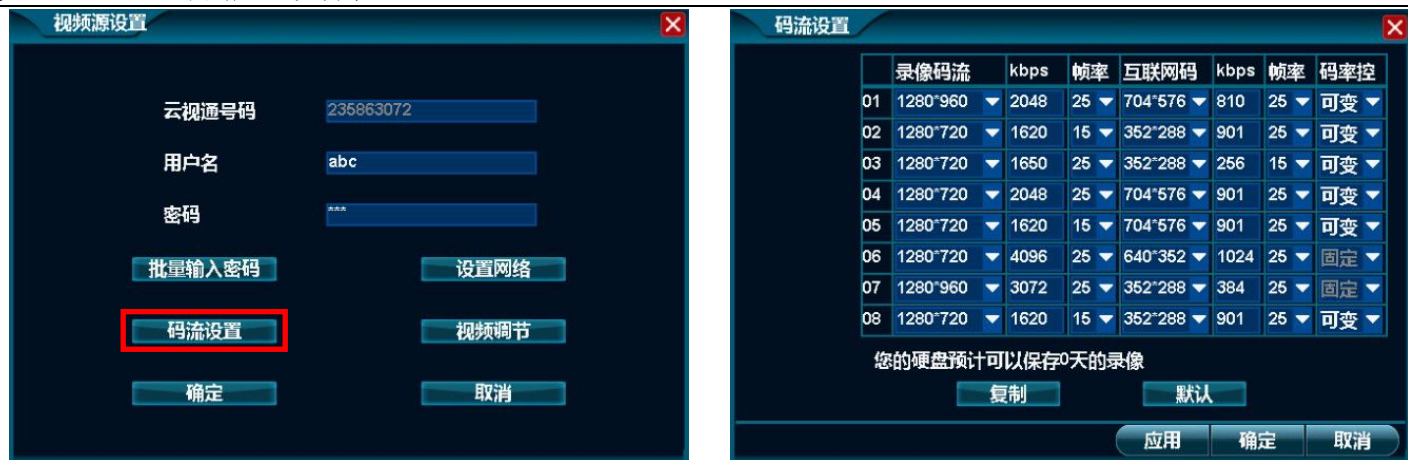 视频源设置
云视通号码 235863072
用户名 abc
密码 ***
批量输入密码 设置网络
码流设置 视频调节
确定 取消
码流设置
录像码流 kbps 帧率 互联网码 kbps 帧率 码率控
01 1280*960 2048 25 704*576 810 25 可变
02 1280*720 1620 15 352*288 901 25 可变
03 1280*720 1650 25 352*288 256 15 可变
04 1280*720 2048 25 704*576 901 25 可变
05 1280*720 1620 15 704*576 901 25 可变
06 1280*720 4096 25 640*352 1024 25 固定
07 1280*960 3072 25 352*288 384 25 固定
08 1280*720 1620 15 352*288 901 25 可变
您的硬盘预计可以保存0天的录像
复制 默认
应用 确定 取消